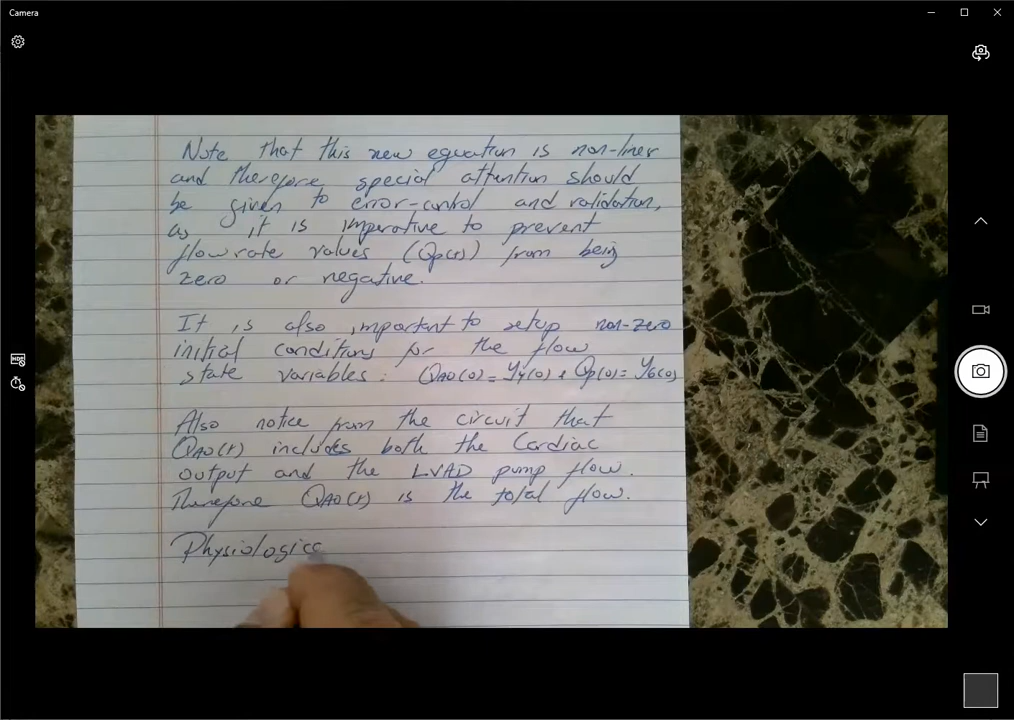 Camera
Note that this new equation is non-liner
and therefore special attention should
be given to error-control and validation,
as it is imperative to prevent
flow rate values (Qp(t)) from being
zero or negative.
It is also important to setup non-zero
initial conditions for the flow
state variables: QAO(0) = Y4(0) & Qp(0) = Y6(0)
Also notice from the circuit that
QAO(t) includes both the Cardiac
output and the LVAD pump flow.
Therefore QAO(t) is the total flow.
Physiologica